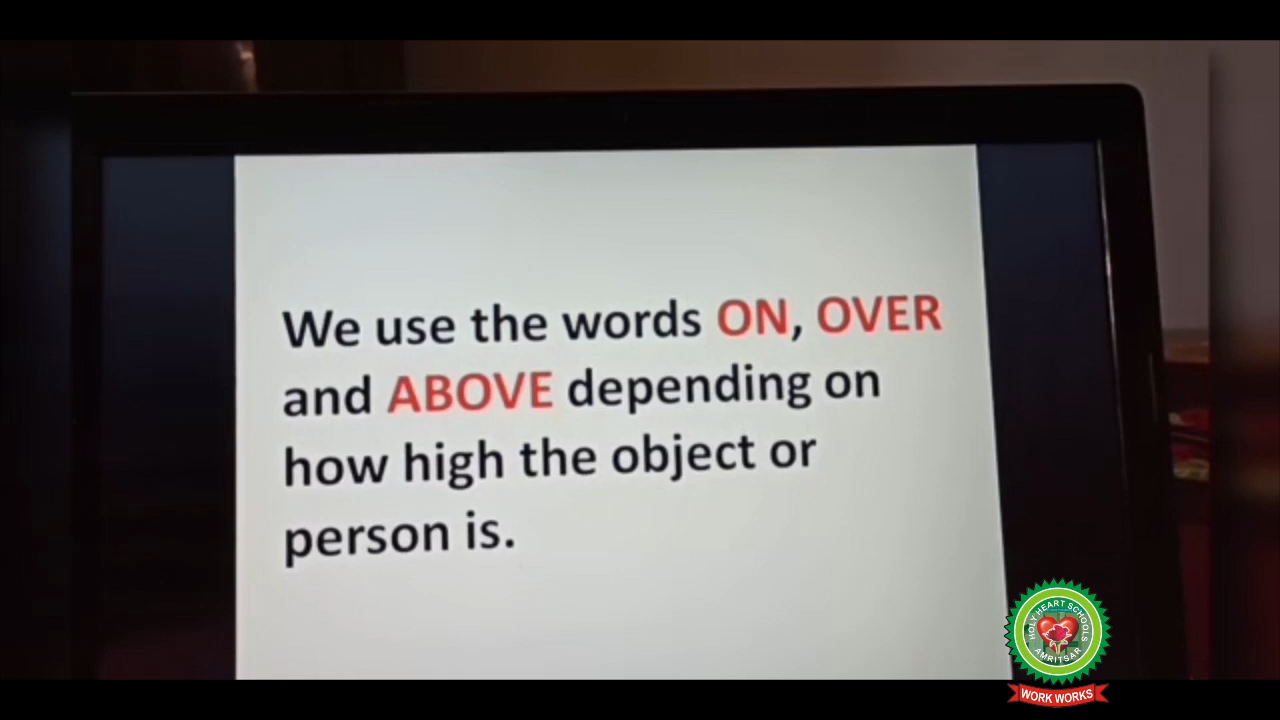 We use the words ON, OVER
and ABOVE depending on
how high the object or
person is.
HOLY HEART SCHOOLS
AMRITSAR
WORK WORKS